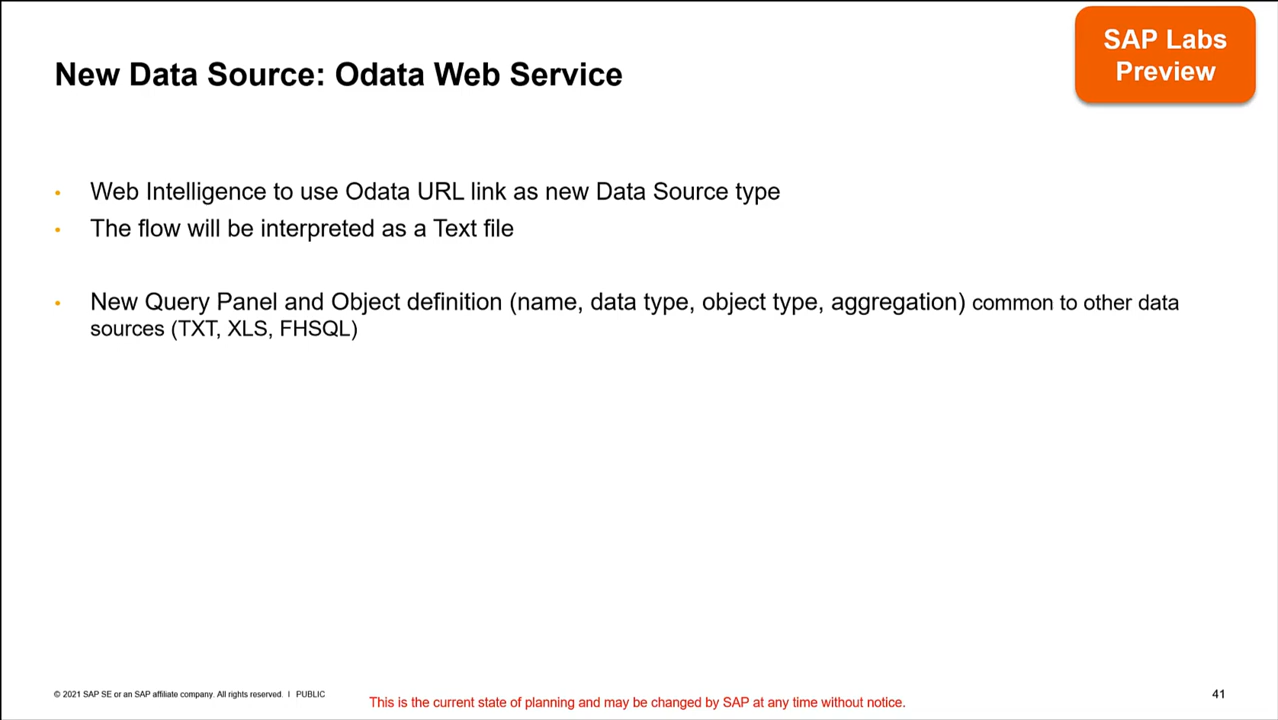 SAP Labs
Preview
New Data Source: Odata Web Service
• Web Intelligence to use Odata URL link as new Data Source type
• The flow will be interpreted as a Text file
• New Query Panel and Object definition (name, data type, object type, aggregation) common to other data
sources (TXT, XLS, FHSQL)
© 2021 SAP SE or an SAP affiliate company. All rights reserved. I PUBLIC
This is the current state of planning and may be changed by SAP at any time without notice.
41